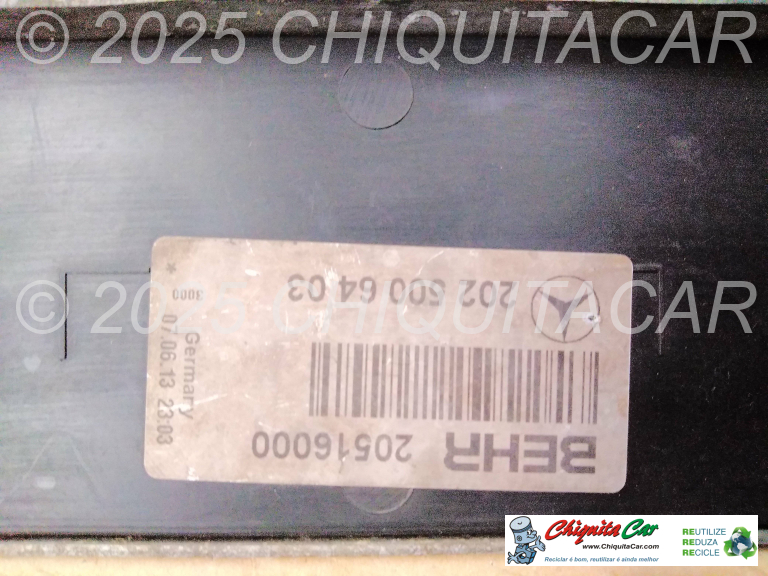 © 2025 CHIQUITACAR
202 500 64 03
© 2025 CHIQUITACAR
BEHR 20516000
*
3000
Germany
07.06.13 23:03
Chiquita Car
www.ChiquitaCar.com
Reciclar é bom, reutilizar é ainda melhor
REUTILIZE
REDUZA
RECICLE